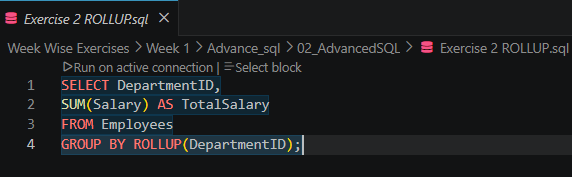 Exercise 2 ROLLUP.sql
Week Wise Exercises > Week 1 > Advance_sql > 02_AdvancedSQL > Exercise 2 ROLLUP.sql
Run on active connection | Select block
1 SELECT DepartmentID,
2 SUM(Salary) AS TotalSalary
3 FROM Employees
4 GROUP BY ROLLUP(DepartmentID);